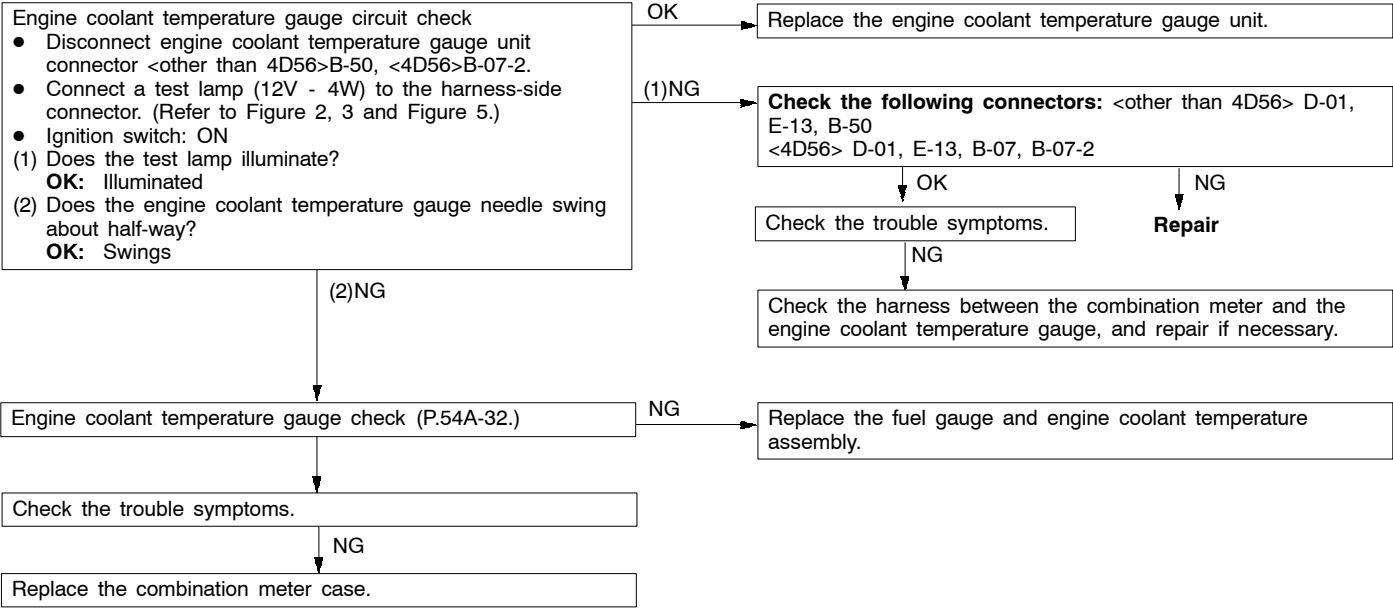 Engine coolant temperature gauge circuit check
● Disconnect engine coolant temperature gauge unit
connector <other than 4D56>B-50, <4D56>B-07-2.
● Connect a test lamp (12V - 4W) to the harness-side
connector. (Refer to Figure 2, 3 and Figure 5.)
● Ignition switch: ON
(1) Does the test lamp illuminate?
OK: Illuminated
(2) Does the engine coolant temperature gauge needle swing
about half-way?
OK: Swings
OK
Replace the engine coolant temperature gauge unit.
(1)NG
Check the following connectors: <other than 4D56> D-01,
E-13, B-50
<4D56> D-01, E-13, B-07, B-07-2
OK
NG
Check the trouble symptoms.
Repair
NG
Check the harness between the combination meter and the
engine coolant temperature gauge, and repair if necessary.
(2)NG
Engine coolant temperature gauge check (P.54A-32.)
NG
Replace the fuel gauge and engine coolant temperature
assembly.
Check the trouble symptoms.
NG
Replace the combination meter case.